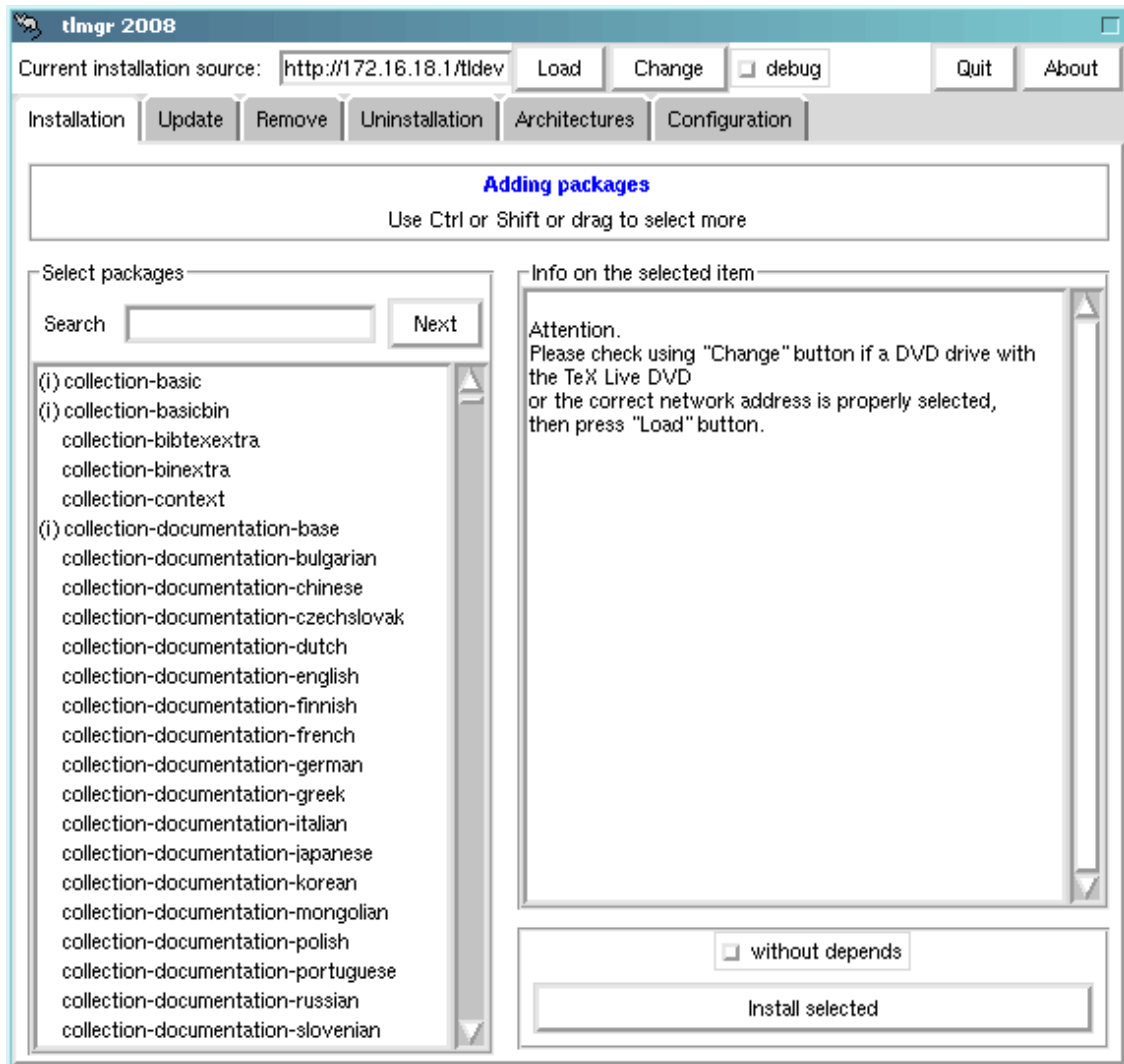 tlmgr 2008
Current installation source: http://172.16.18.1/tldev Load Change debug Quit About
Installation Update Remove Uninstallation Architectures Configuration
Adding packages
Use Ctrl or Shift or drag to select more
Select packages
Search Next
(i) collection-basic
(i) collection-basicbin
collection-bibtexextra
collection-binextra
collection-context
(i) collection-documentation-base
collection-documentation-bulgarian
collection-documentation-chinese
collection-documentation-czechslovak
collection-documentation-dutch
collection-documentation-english
collection-documentation-finnish
collection-documentation-french
collection-documentation-german
collection-documentation-greek
collection-documentation-italian
collection-documentation-japanese
collection-documentation-korean
collection-documentation-mongolian
collection-documentation-polish
collection-documentation-portuguese
collection-documentation-russian
collection-documentation-slovenian
Info on the selected item
Attention.
Please check using "Change" button if a DVD drive with
the TeX Live DVD
or the correct network address is properly selected,
then press "Load" button.
without depends
Install selected